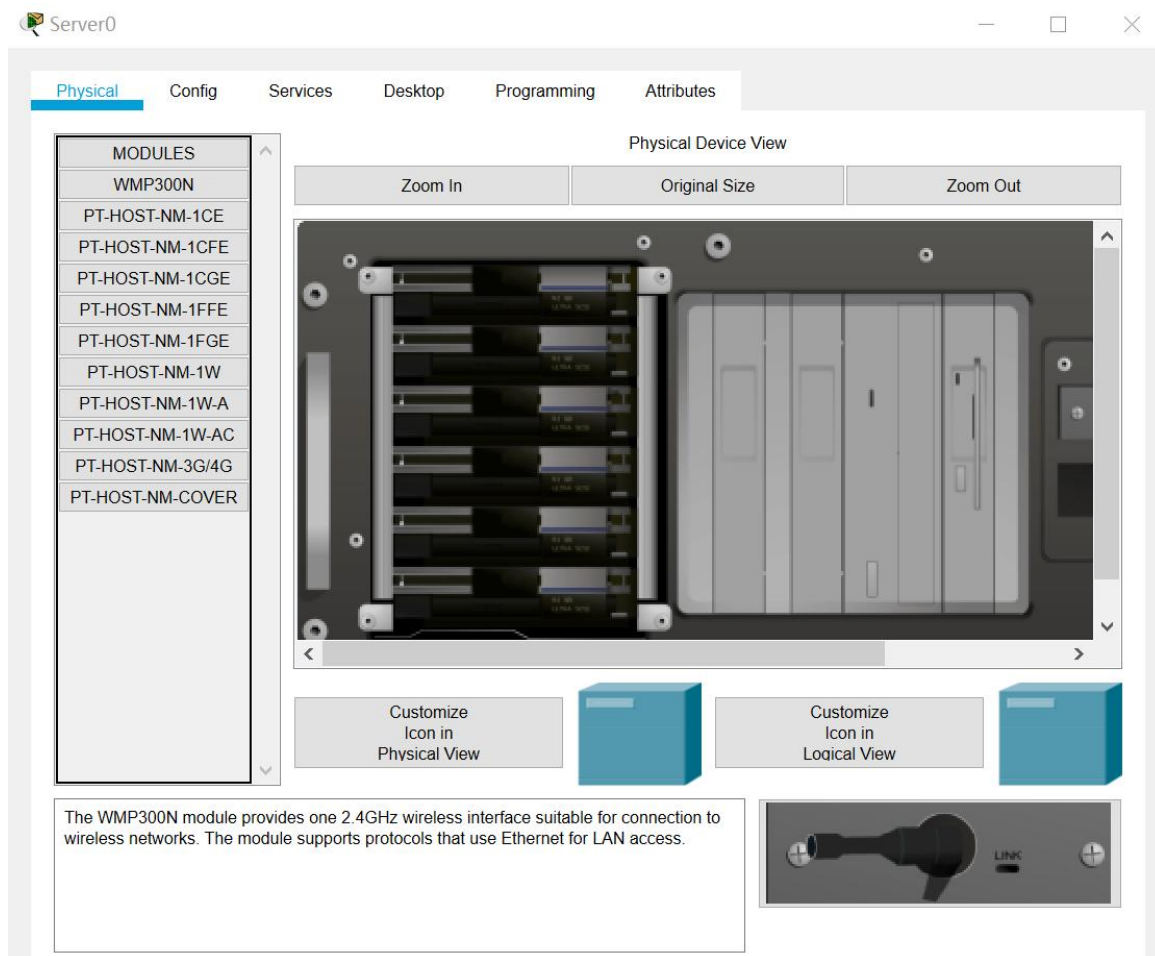 Server0
Physical Config Services Desktop Programming Attributes
MODULES
WMP300N
PT-HOST-NM-1CE
PT-HOST-NM-1CFE
PT-HOST-NM-1CGE
PT-HOST-NM-1FFE
PT-HOST-NM-1FGE
PT-HOST-NM-1W
PT-HOST-NM-1W-A
PT-HOST-NM-1W-AC
PT-HOST-NM-3G/4G
PT-HOST-NM-COVER
Physical Device View
Zoom In Original Size Zoom Out
Customize
Icon in
Physical View
Customize
Icon in
Logical View
The WMP300N module provides one 2.4GHz wireless interface suitable for connection to
wireless networks. The module supports protocols that use Ethernet for LAN access.
LINK